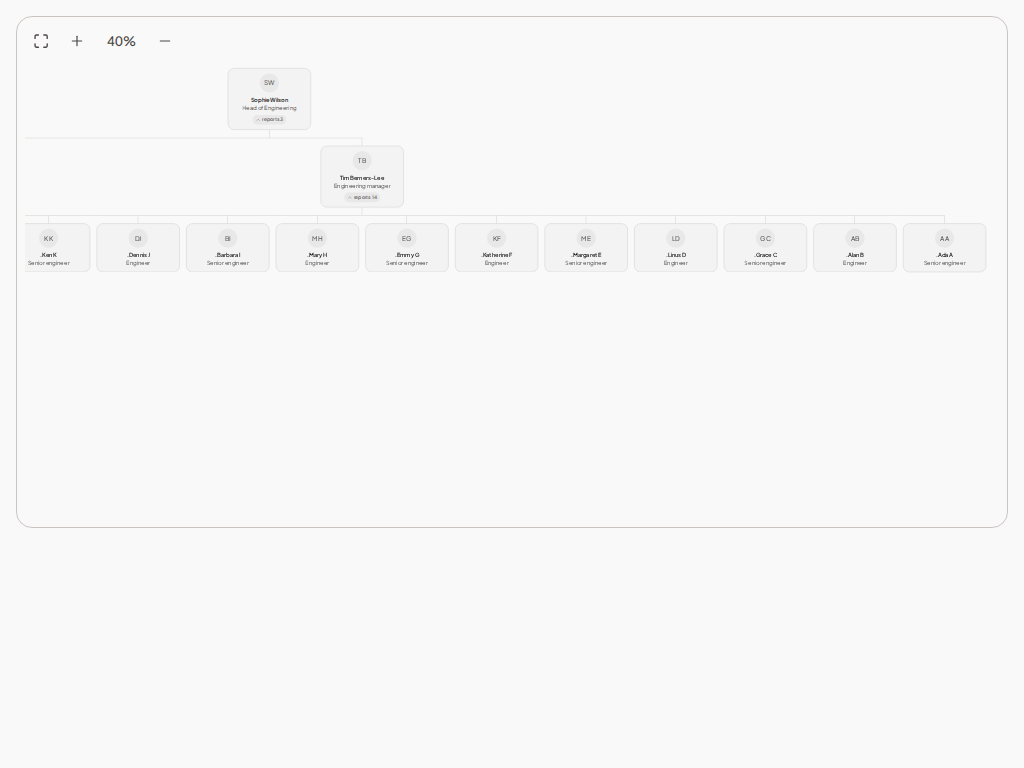 40%
SW
Sophie Wilson
Head of Engineering
reports 2
TB
Tim Berners-Lee
Engineering manager
reports 14
KK
.Ken K
Senior engineer
DJ
.Dennis J
Engineer
BI
.Barbara I
Senior engineer
MH
.Mary H
Engineer
EG
.Emmy G
Senior engineer
KF
.Katherine F
Engineer
ME
.Margaret E
Senior engineer
LD
.Linus D
Engineer
GC
.Grace C
Senior engineer
AB
.Alan B
Engineer
AA
.Ada A
Senior engineer